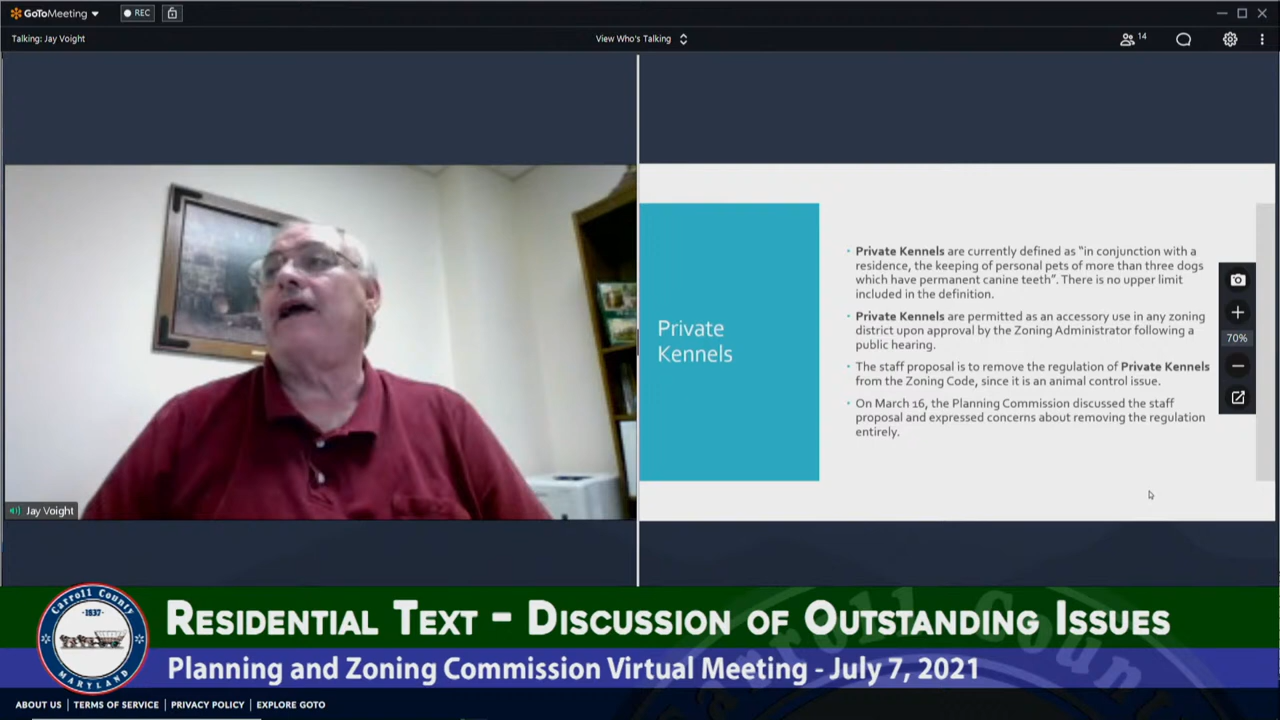 GoToMeeting
REC
Talking: Jay Voight
View Who's Talking
14
Private
Kennels
• Private Kennels are currently defined as "in conjunction with a
residence, the keeping of personal pets of more than three dogs
which have permanent canine teeth". There is no upper limit
included in the definition.
• Private Kennels are permitted as an accessory use in any zoning
district upon approval by the Zoning Administrator following a
public hearing.
• The staff proposal is to remove the regulation of Private Kennels
from the Zoning Code, since it is an animal control issue.
• On March 16, the Planning Commission discussed the staff
proposal and expressed concerns about removing the regulation
entirely.
70%
Jay Voight
Carroll County
1837
MARYLAND
RESIDENTIAL TEXT - DISCUSSION OF OUTSTANDING ISSUES
Planning and Zoning Commission Virtual Meeting - July 7, 2021
Carroll Coun
ABOUT US | TERMS OF SERVICE | PRIVACY POLICY | EXPLORE GOTO